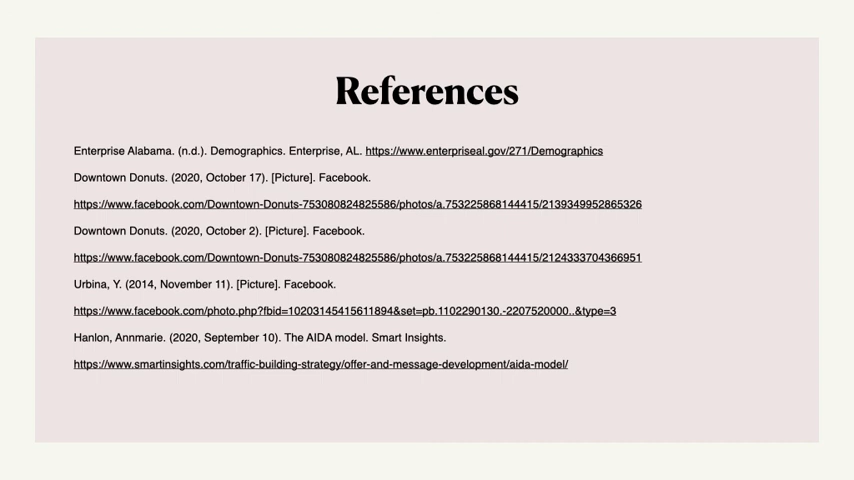 References
Enterprise Alabama. (n.d.). Demographics. Enterprise, AL. https://www.enterpriseal.gov/271/Demographics
Downtown Donuts. (2020, October 17). [Picture]. Facebook.
https://www.facebook.com/Downtown-Donuts-753080824825586/photos/a.753225868144415/2139349952865326
Downtown Donuts. (2020, October 2). [Picture]. Facebook.
https://www.facebook.com/Downtown-Donuts-753080824825586/photos/a.753225868144415/2124333704366951
Urbina, Y. (2014, November 11). [Picture]. Facebook.
https://www.facebook.com/photo.php?fbid=10203145415611894&set=pb.1102290130.-2207520000..&type=3
Hanlon, Annmarie. (2020, September 10). The AIDA model. Smart Insights.
https://www.smartinsights.com/traffic-building-strategy/offer-and-message-development/aida-model/